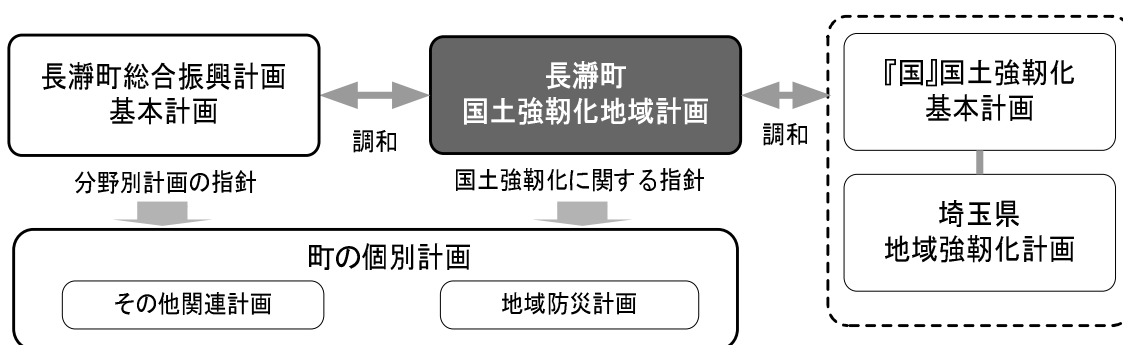 長瀞町総合振興計画
基本計画
調和
長瀞町
国土強靭化地域計画
調和
『国』国土強靭化
基本計画
埼玉県
地域強靭化計画
分野別計画の指針
国土強靭化に関する指針
町の個別計画
その他関連計画
地域防災計画